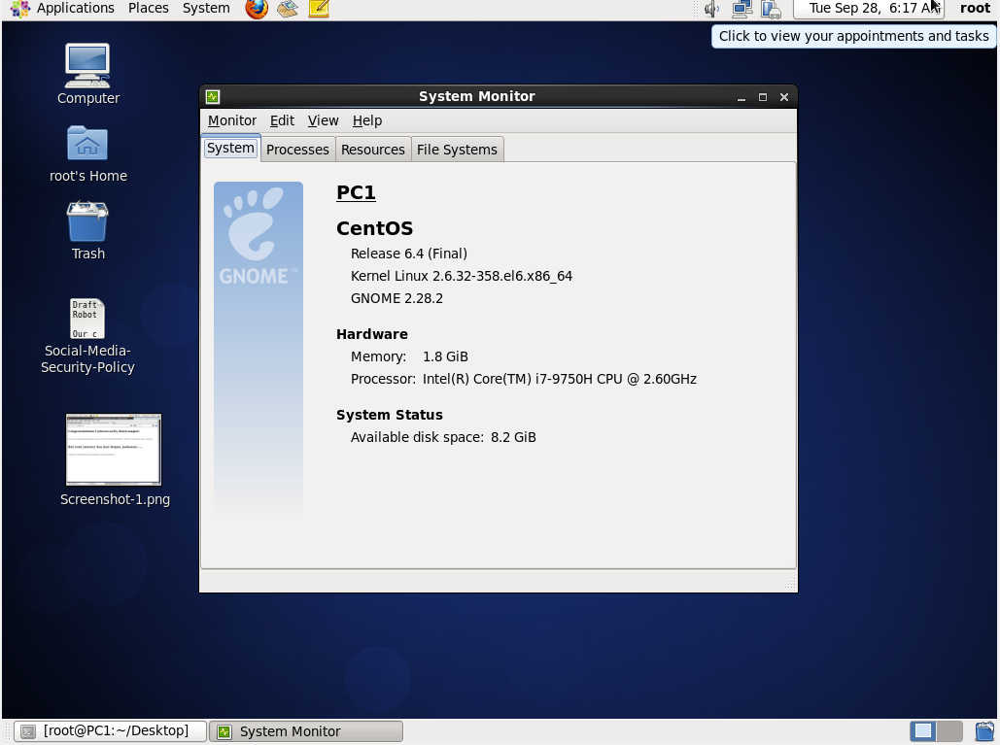 Applications Places System
Tue Sep 28, 6:17 A
root
Click to view your appointments and tasks
Computer
root's Home
Trash
Draft
Robot
Our c
Social-Media-
Security-Policy
Screenshot-1.png
System Monitor
Monitor Edit View Help
System Processes Resources File Systems
GNOME™
PC1
CentOS
Release 6.4 (Final)
Kernel Linux 2.6.32-358.el6.x86_64
GNOME 2.28.2
Hardware
Memory: 1.8 GiB
Processor: Intel(R) Core(TM) i7-9750H CPU @ 2.60GHz
System Status
Available disk space: 8.2 GiB
[root@PC1:~/Desktop]
System Monitor